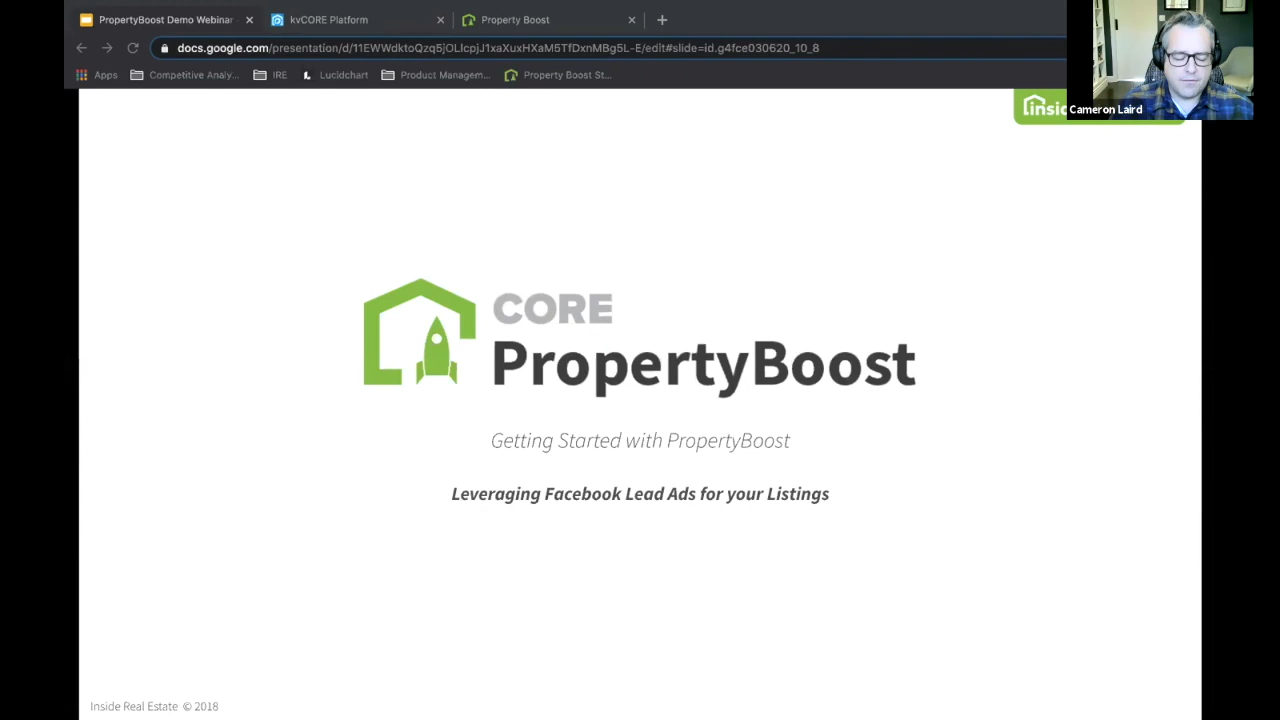 PropertyBoost Demo Webinar
kvCORE Platform
Property Boost
docs.google.com/presentation/d/11EWWdktoQzq5jOLIcpjJ1xaXuxHXaM5TfDxnMBg5L-E/edit#slide=id.g4fce030620_10_8
Apps
Competitive Analy...
IRE
Lucidchart
Product Managem...
Property Boost St...
Cameron Laird
CORE
PropertyBoost
Getting Started with PropertyBoost
Leveraging Facebook Lead Ads for your Listings
Inside Real Estate © 2018